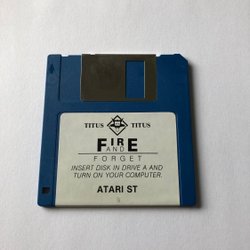 TITUS TITUS
FIRE
AND
FORGET
INSERT DISK IN DRIVE A AND
TURN ON YOUR COMPUTER.
ATARI ST